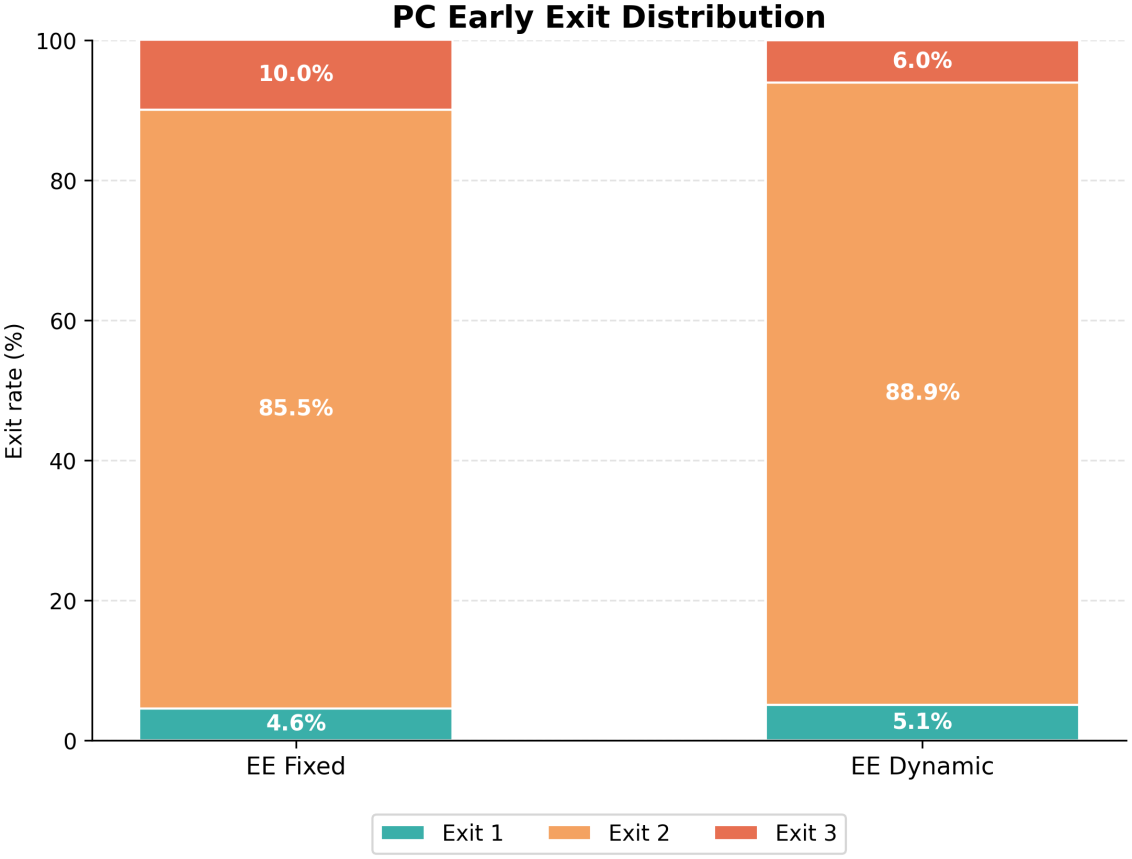 PC Early Exit Distribution
Exit rate (%)
100
80
60
40
20
0
10.0%
6.0%
85.5%
88.9%
4.6%
5.1%
EE Fixed
EE Dynamic
Exit 1
Exit 2
Exit 3